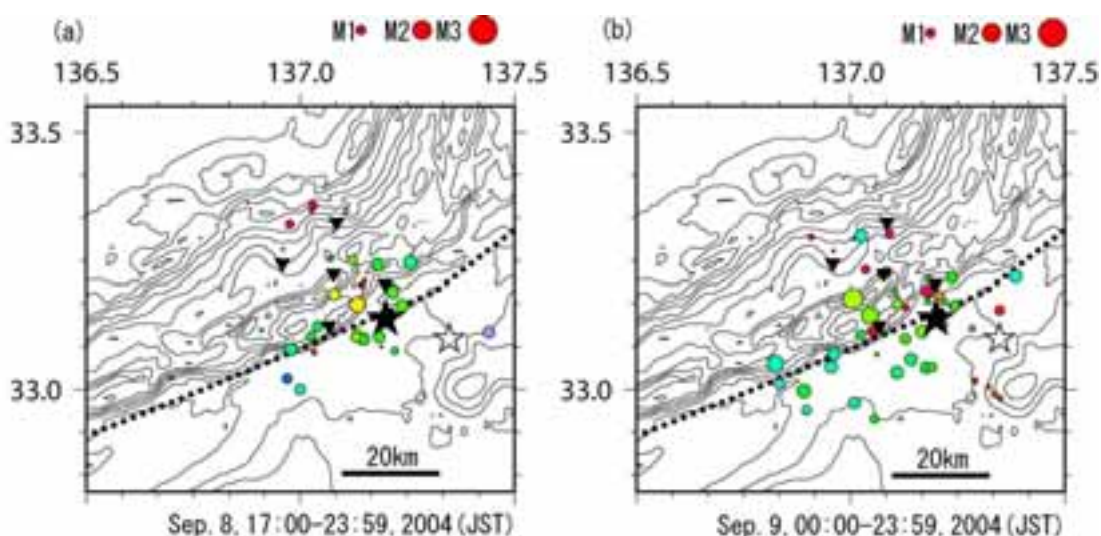 (a) M1 M2 M3
136.5 137.0 137.5
33.5
33.0
20km
Sep. 8, 17:00-23:59, 2004 (JST)
(b) M1 M2 M3
136.5 137.0 137.5
33.5
33.0
20km
Sep. 9, 00:00-23:59, 2004 (JST)